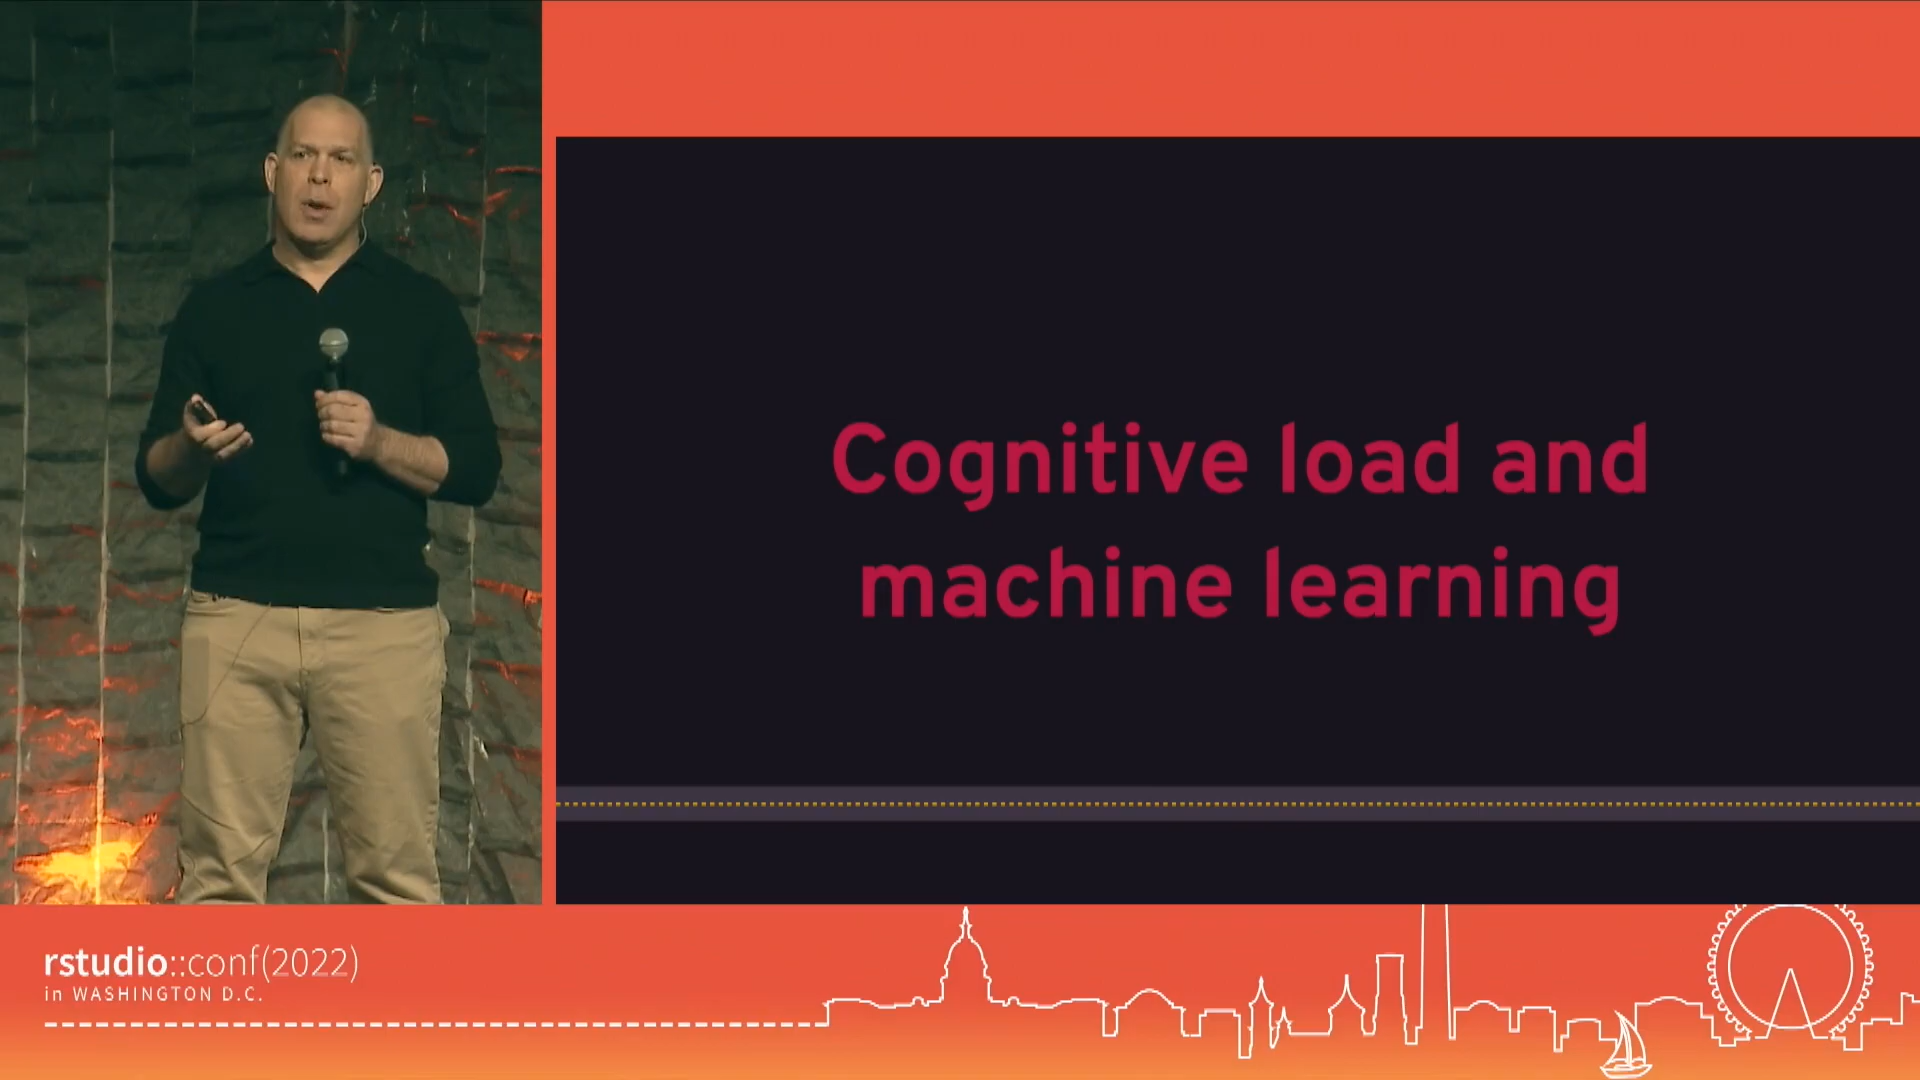 Cognitive load and
machine learning
rstudio::conf(2022)
in WASHINGTON D.C.